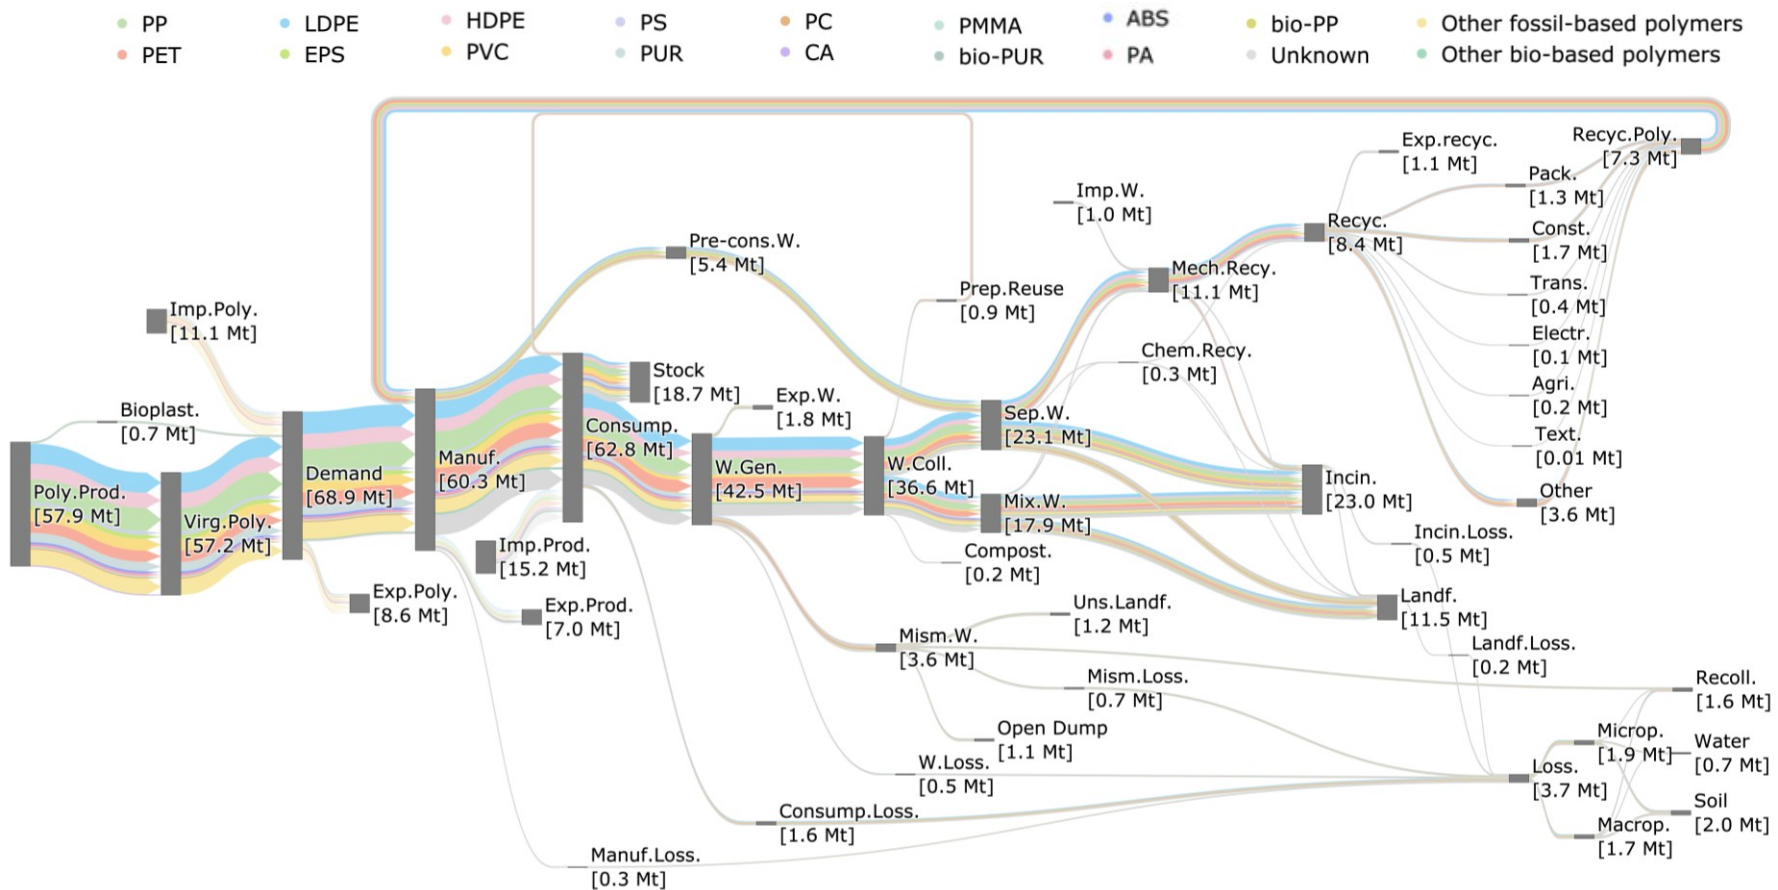 PP
LDPE
HDPE
PS
PC
PMMA
ABS
bio-PP
Other fossil-based polymers
PET
EPS
PVC
PUR
CA
bio-PUR
PA
Unknown
Other bio-based polymers
Recyc.Poly.
[7.3 Mt]
Exp.recyc.
[1.1 Mt]
Pack.
[1.3 Mt]
Imp.W.
[1.0 Mt]
Recyc.
[8.4 Mt]
Const.
[1.7 Mt]
Pre-cons.W.
[5.4 Mt]
Mech.Recy.
[11.1 Mt]
Trans.
[0.4 Mt]
Prep.Reuse
[0.9 Mt]
Imp.Poly.
[11.1 Mt]
Electr.
[0.1 Mt]
Chem.Recy.
[0.3 Mt]
Stock
[18.7 Mt]
Agri.
[0.2 Mt]
Exp.W.
[1.8 Mt]
Bioplast.
[0.7 Mt]
Sep.W.
[23.1 Mt]
Consump.
[62.8 Mt]
Text.
[0.01 Mt]
Manuf.
[60.3 Mt]
W.Gen.
[42.5 Mt]
W.Coll.
[36.6 Mt]
Demand
[68.9 Mt]
Incin.
[23.0 Mt]
Other
[3.6 Mt]
Poly.Prod.
[57.9 Mt]
Mix.W.
[17.9 Mt]
Virg.Poly.
[57.2 Mt]
Incin.Loss.
[0.5 Mt]
Imp.Prod.
[15.2 Mt]
Compost.
[0.2 Mt]
Exp.Poly.
[8.6 Mt]
Exp.Prod.
[7.0 Mt]
Uns.Landf.
[1.2 Mt]
Landf.
[11.5 Mt]
Mism.W.
[3.6 Mt]
Landf.Loss.
[0.2 Mt]
Mism.Loss.
[0.7 Mt]
Recoll.
[1.6 Mt]
Open Dump
[1.1 Mt]
Microp.
[1.9 Mt]
Water
[0.7 Mt]
W.Loss.
[0.5 Mt]
Loss.
[3.7 Mt]
Soil
[2.0 Mt]
Consump.Loss.
[1.6 Mt]
Macrop.
[1.7 Mt]
Manuf.Loss.
[0.3 Mt]